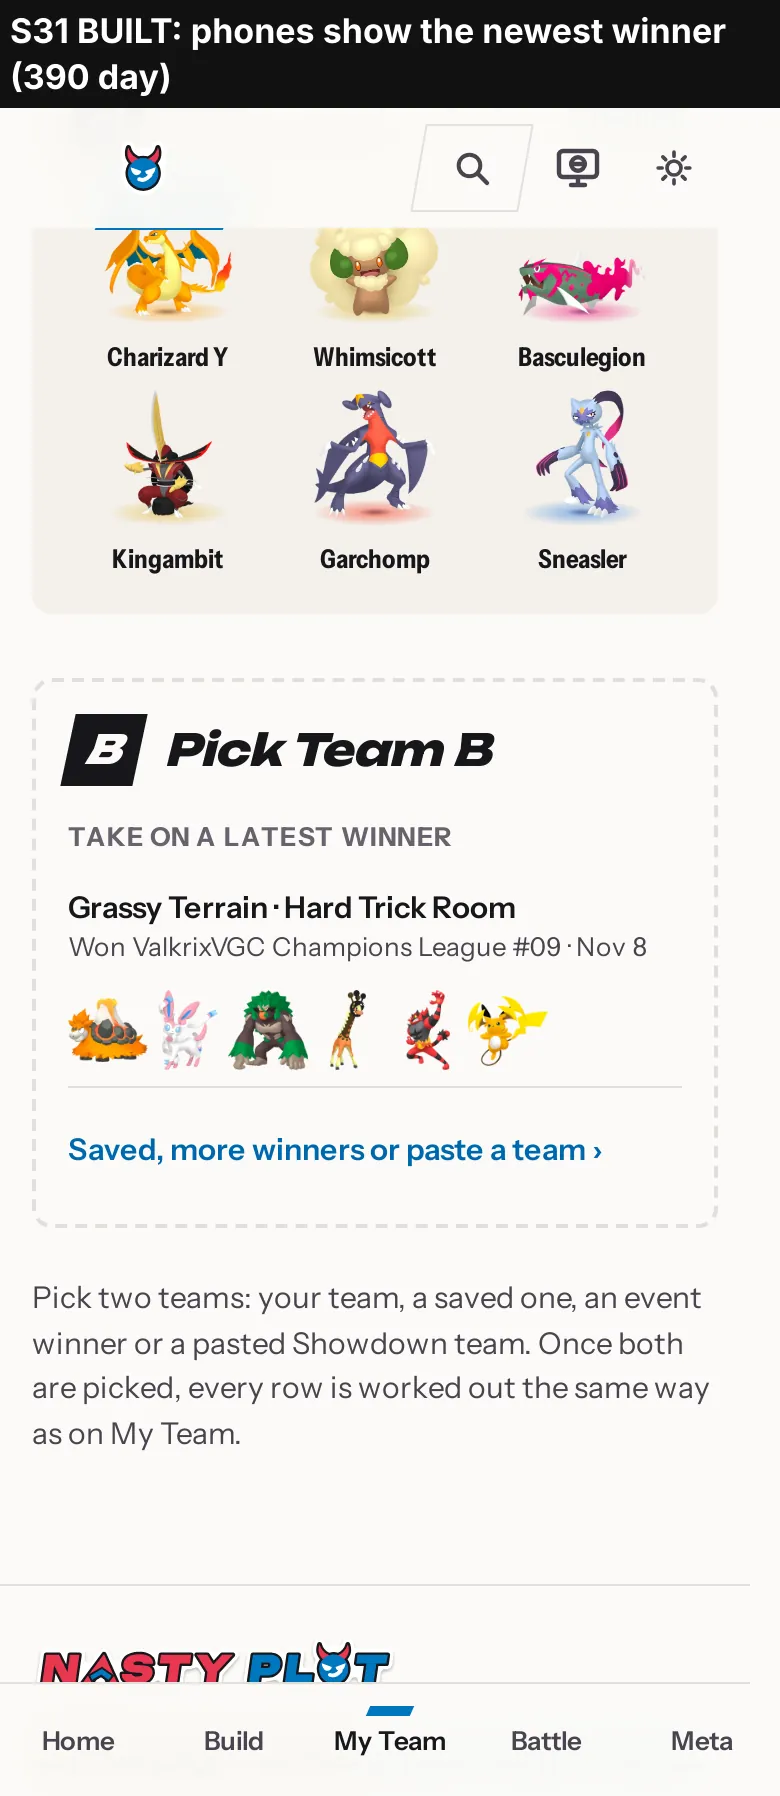 S31 BUILT: phones show the newest winner
(390 day)
Charizard Y
Whimsicott
Basculegion
Kingambit
Garchomp
Sneasler
B
Pick Team B
TAKE ON A LATEST WINNER
Grassy Terrain · Hard Trick Room
Won ValkrixVGC Champions League #09 · Nov 8
Saved, more winners or paste a team ›
Pick two teams: your team, a saved one, an event
winner or a pasted Showdown team. Once both
are picked, every row is worked out the same way
as on My Team.
NASTY PLOT
Home
Build
My Team
Battle
Meta